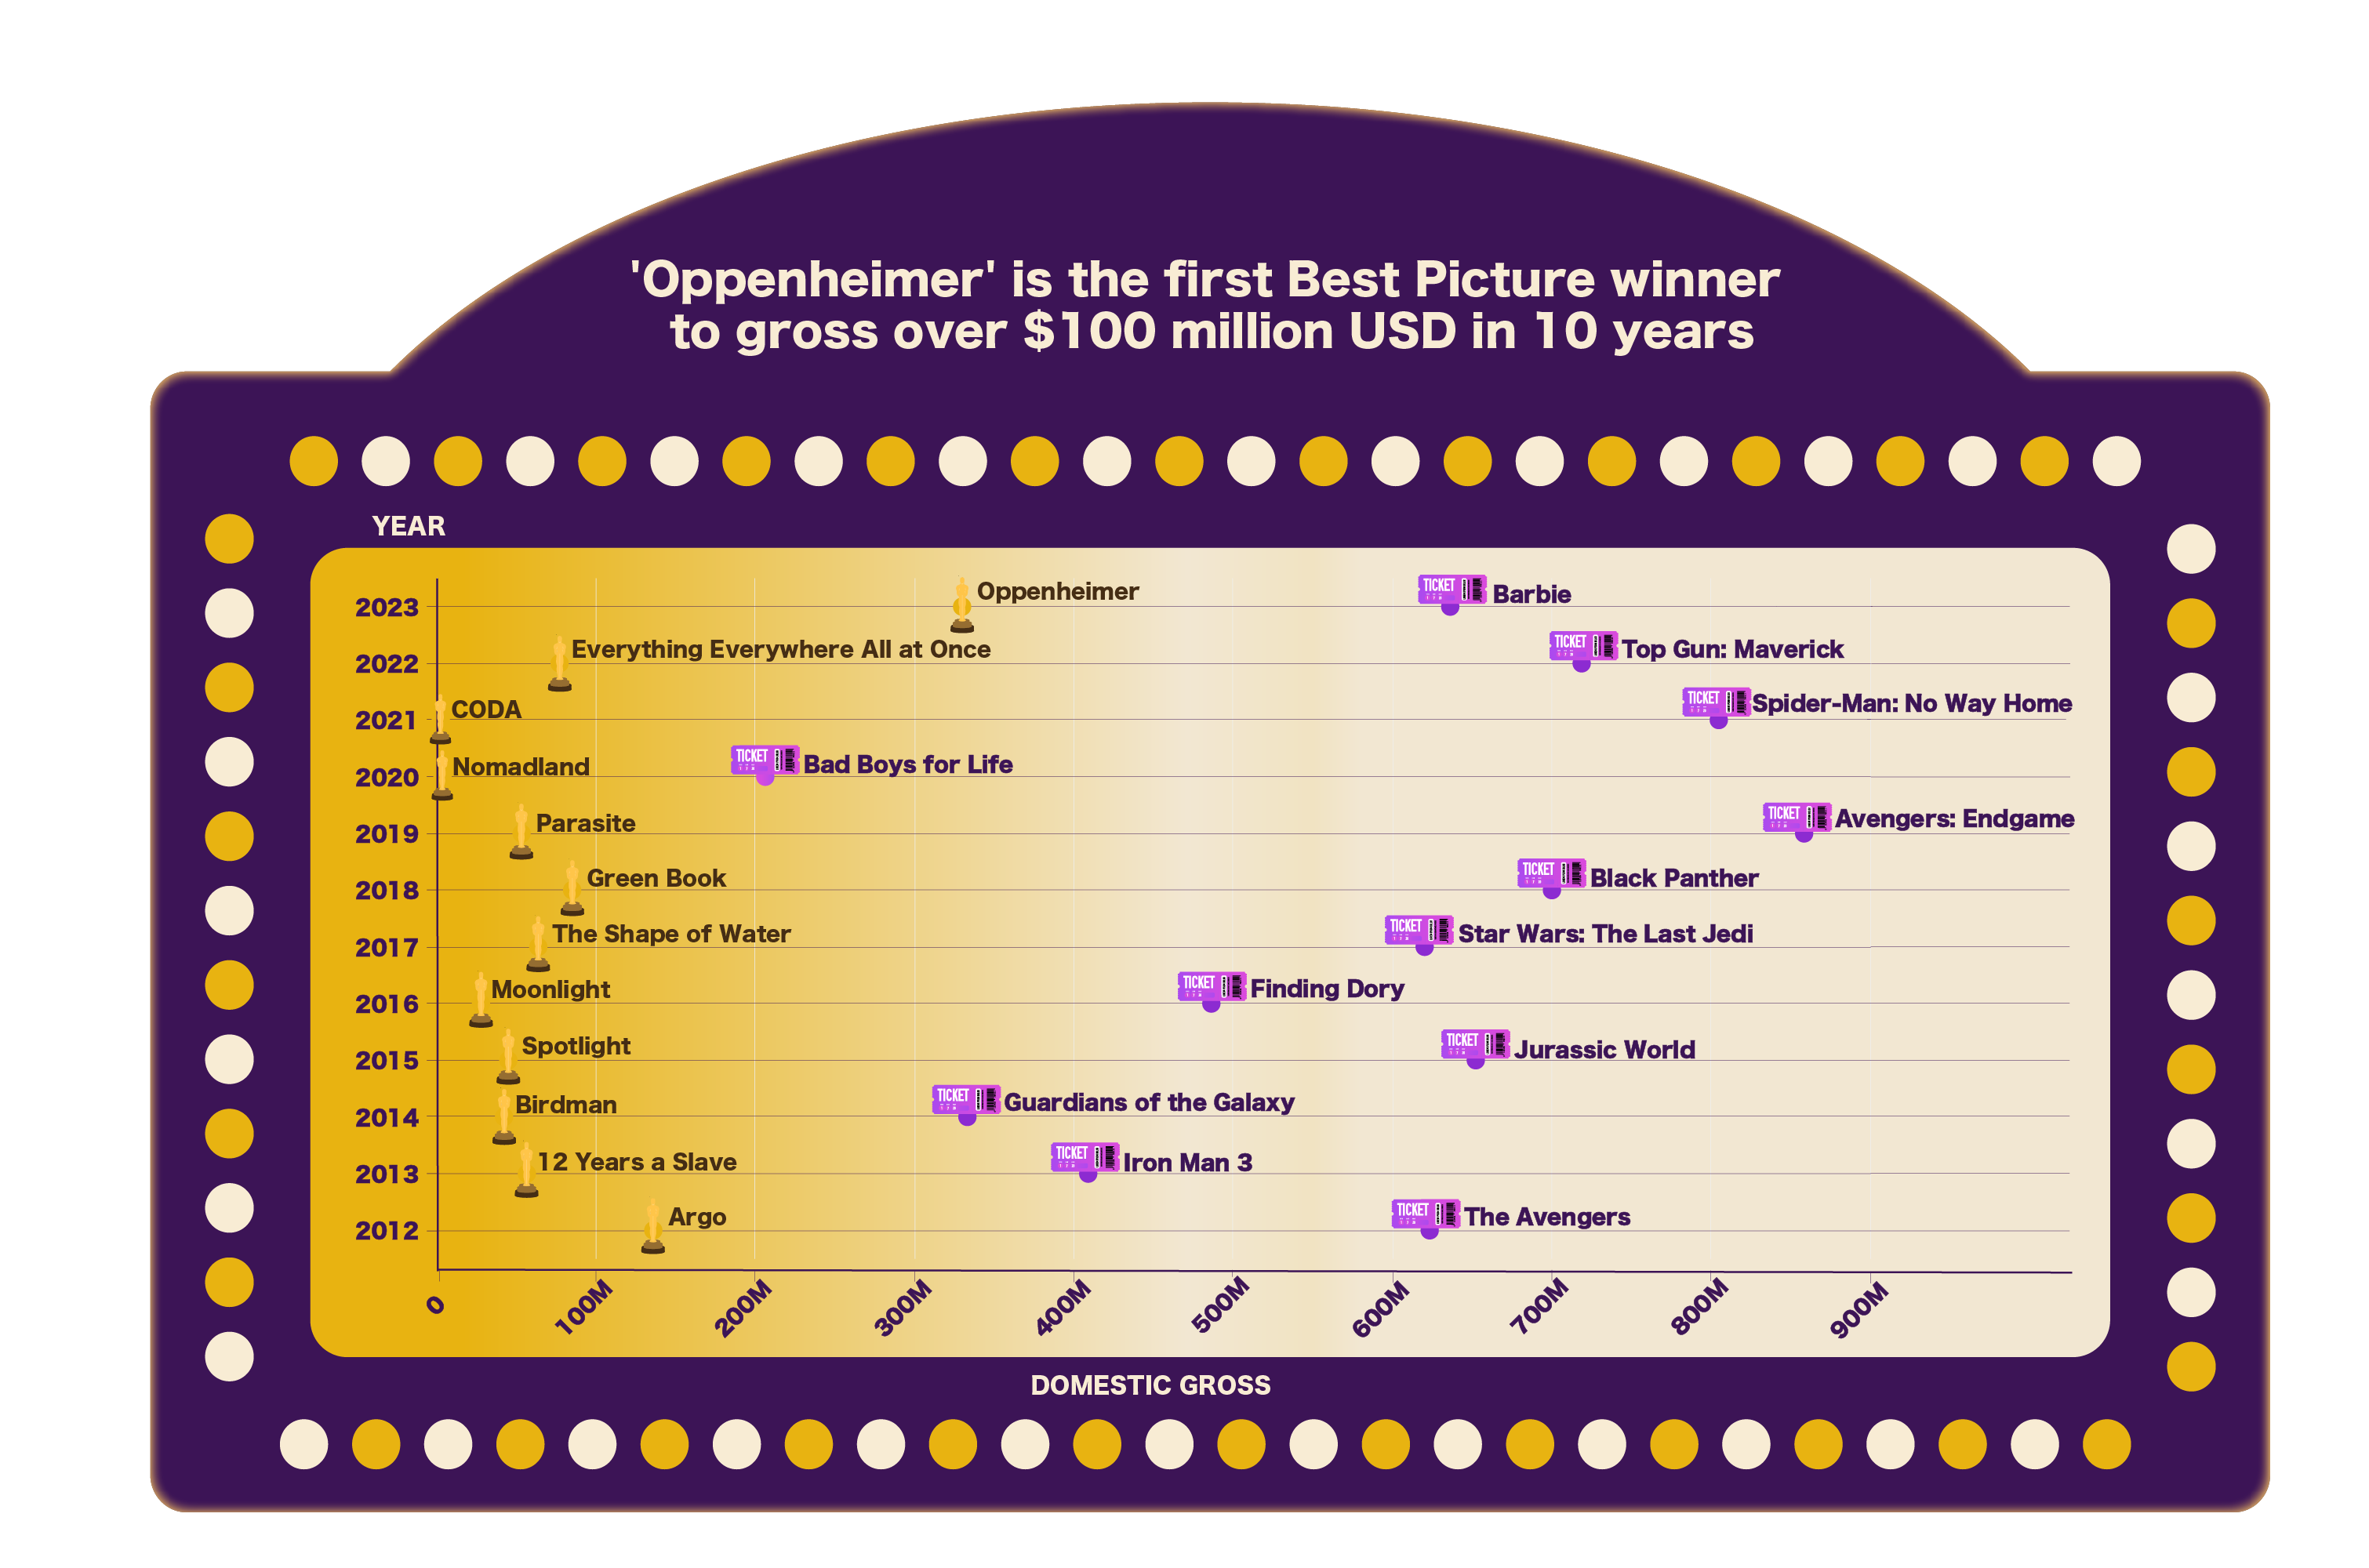 'Oppenheimer' is the first Best Picture winner
to gross over $100 million USD in 10 years
YEAR
2023 Oppenheimer TICKET Barbie
2022 Everything Everywhere All at Once TICKET Top Gun: Maverick
2021 CODA TICKET Spider-Man: No Way Home
2020 Nomadland TICKET Bad Boys for Life
2019 Parasite TICKET Avengers: Endgame
2018 Green Book TICKET Black Panther
2017 The Shape of Water TICKET Star Wars: The Last Jedi
2016 Moonlight TICKET Finding Dory
2015 Spotlight TICKET Jurassic World
2014 Birdman TICKET Guardians of the Galaxy
2013 12 Years a Slave TICKET Iron Man 3
2012 Argo TICKET The Avengers
0 100M 200M 300M 400M 500M 600M 700M 800M 900M
DOMESTIC GROSS